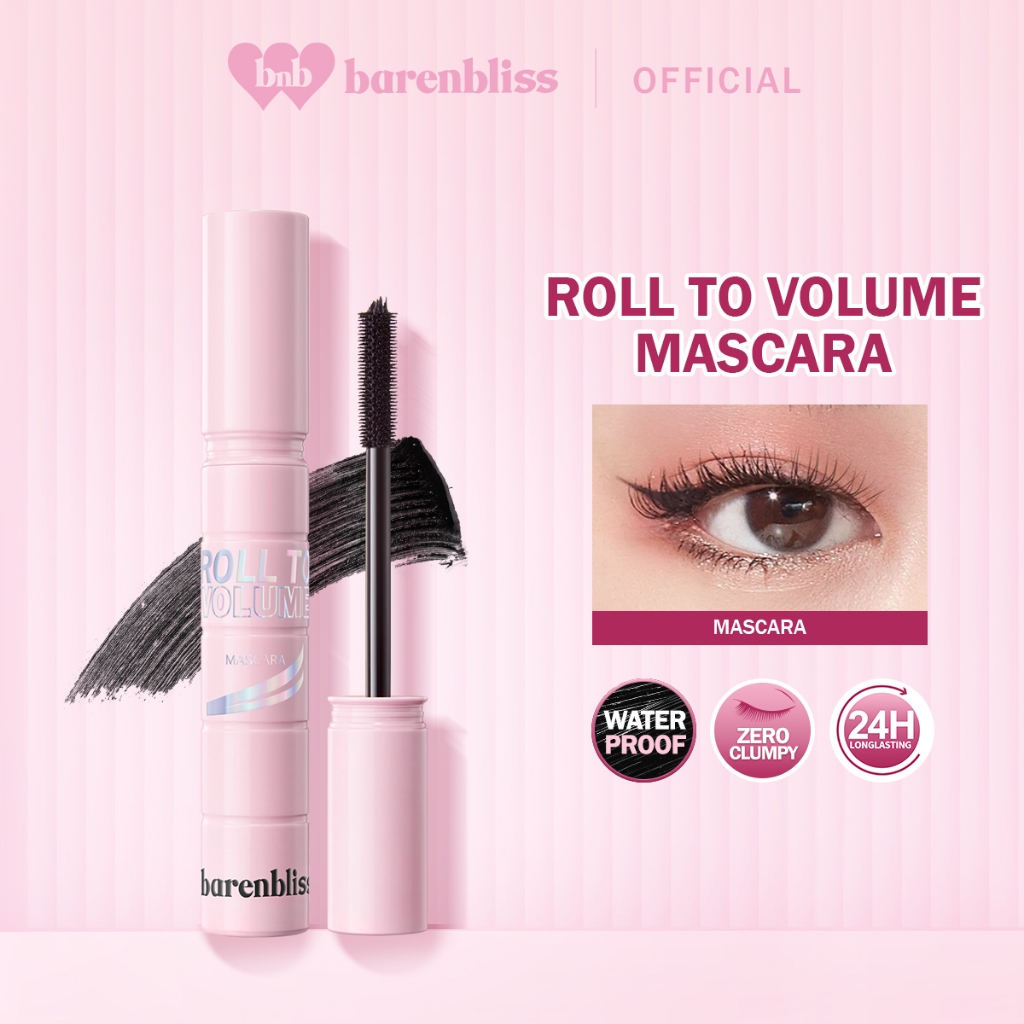 bnb barenbliss OFFICIAL
ROLL TO VOLUME
MASCARA
ROLL TO
VOLUME
MASCARA
barenbliss
MASCARA
WATER
PROOF
ZERO
CLUMPY
24H
LONGLASTING